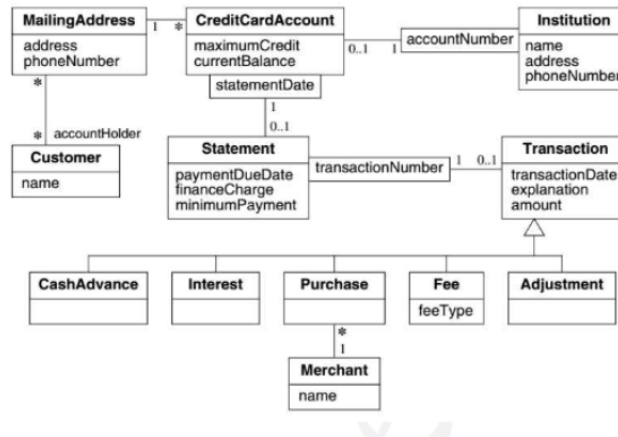 MailingAddress
address
phoneNumber
1
*
CreditCardAccount
maximumCredit
currentBalance
statementDate
0..1
1
accountNumber
Institution
name
address
phoneNumber
*
*
accountHolder
Customer
name
1
0..1
Statement
paymentDueDate
financeCharge
minimumPayment
transactionNumber
1
0..1
Transaction
transactionDate
explanation
amount
CashAdvance
Interest
Purchase
Fee
feeType
Adjustment
*
1
Merchant
name